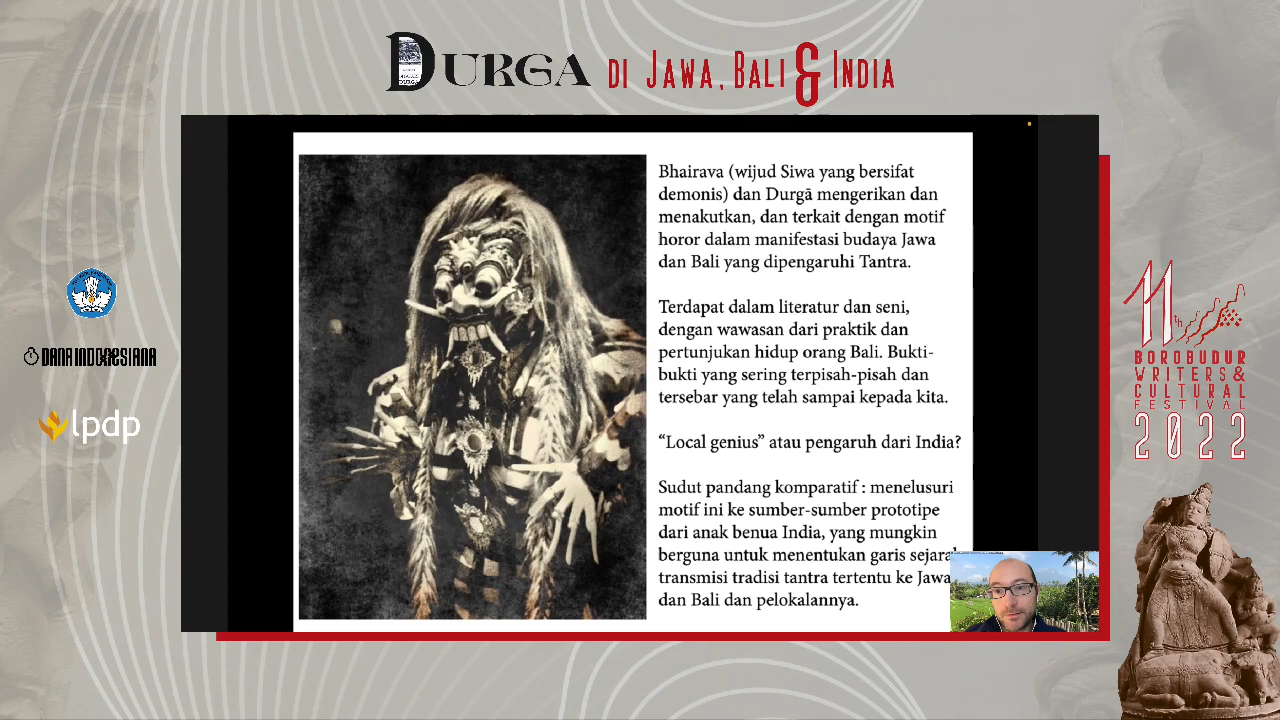 DURGA DI JAWA, BALI & INDIA
Bhairava (wijud Siwa yang bersifat
demonis) dan Durgā mengerikan dan
menakutkan, dan terkait dengan motif
horor dalam manifestasi budaya Jawa
dan Bali yang dipengaruhi Tantra.
Terdapat dalam literatur dan seni,
dengan wawasan dari praktik dan
pertunjukan hidup orang Bali. Bukti-
bukti yang sering terpisah-pisah dan
tersebar yang telah sampai kepada kita.
“Local genius” atau pengaruh dari India?
Sudut pandang komparatif : menelusuri
motif ini ke sumber-sumber prototipe
dari anak benua India, yang mungkin
berguna untuk menentukan garis sejarah
transmisi tradisi tantra tertentu ke Jawa
dan Bali dan pelokalannya.
DANA INDONESIANA
lpdp
11th
BOROBUDUR
WRITERS &
CULTURAL
FESTIVAL
2022